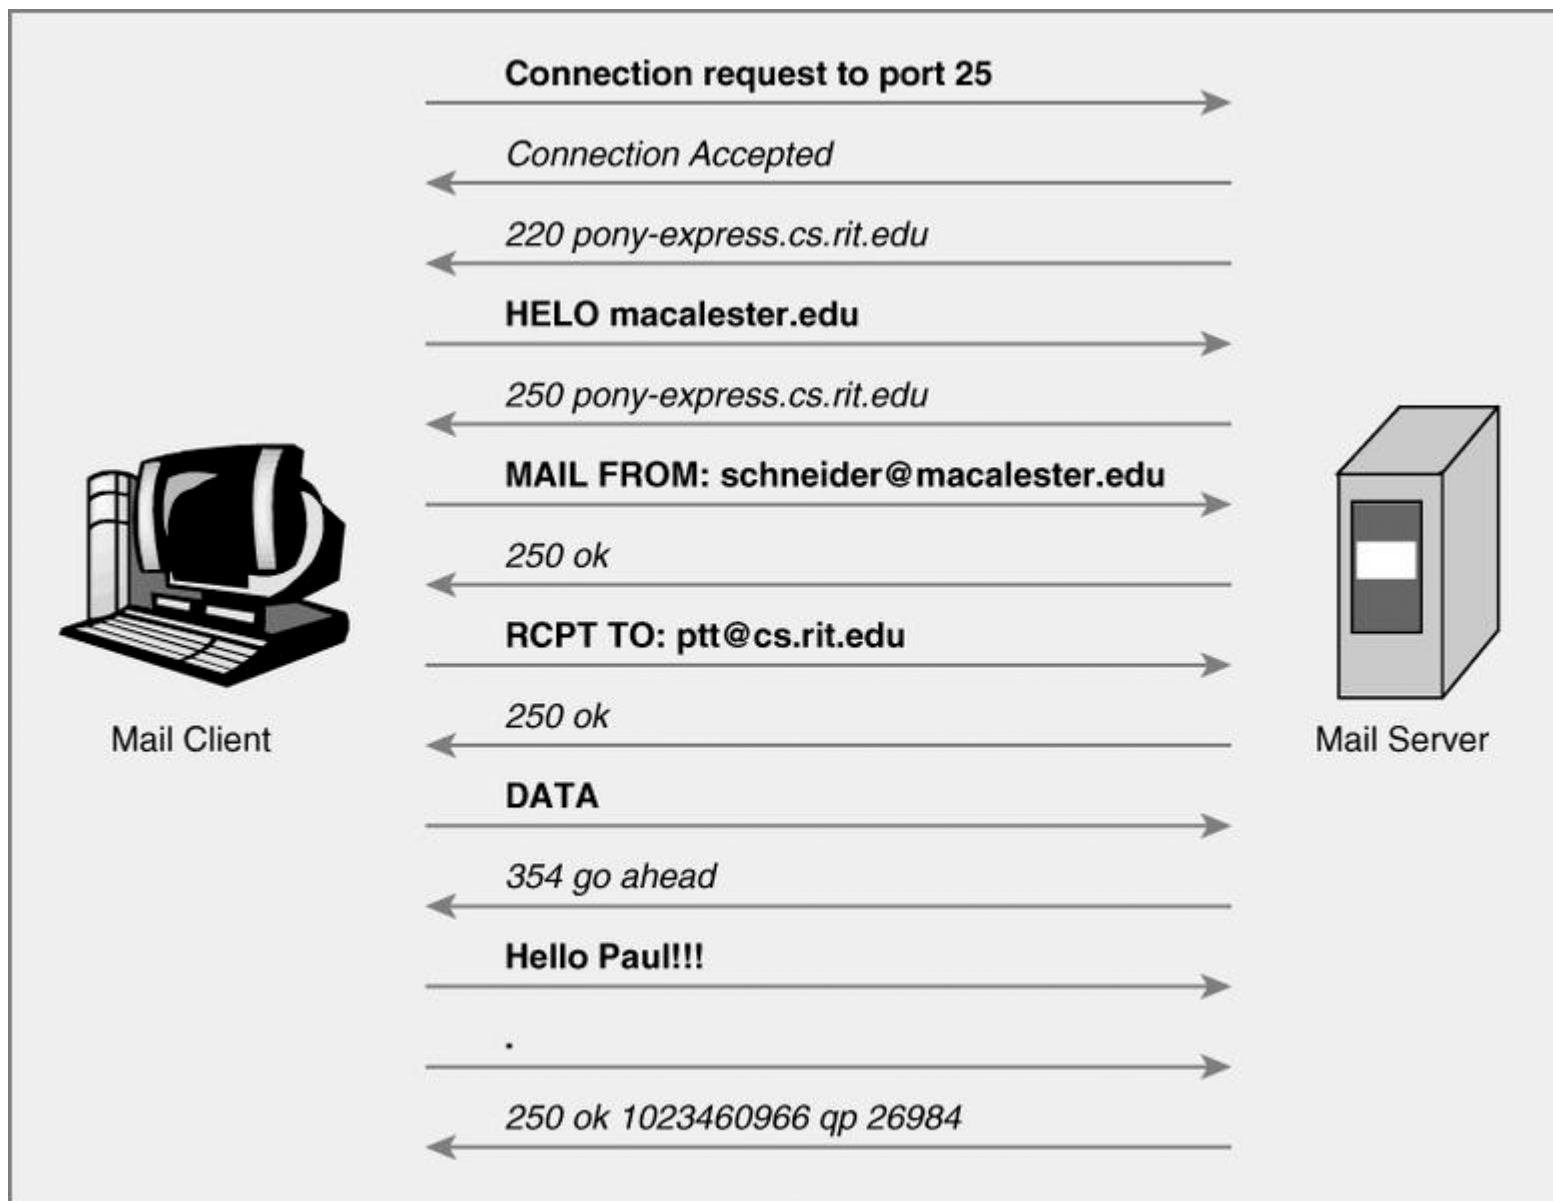 Connection request to port 25
Connection Accepted
220 pony-express.cs.rit.edu
HELO macalester.edu
250 pony-express.cs.rit.edu
MAIL FROM: schneider@macalester.edu
250 ok
RCPT TO: ptt@cs.rit.edu
250 ok
Mail Client
Mail Server
DATA
354 go ahead
Hello Paul!!!
.
250 ok 1023460966 qp 26984